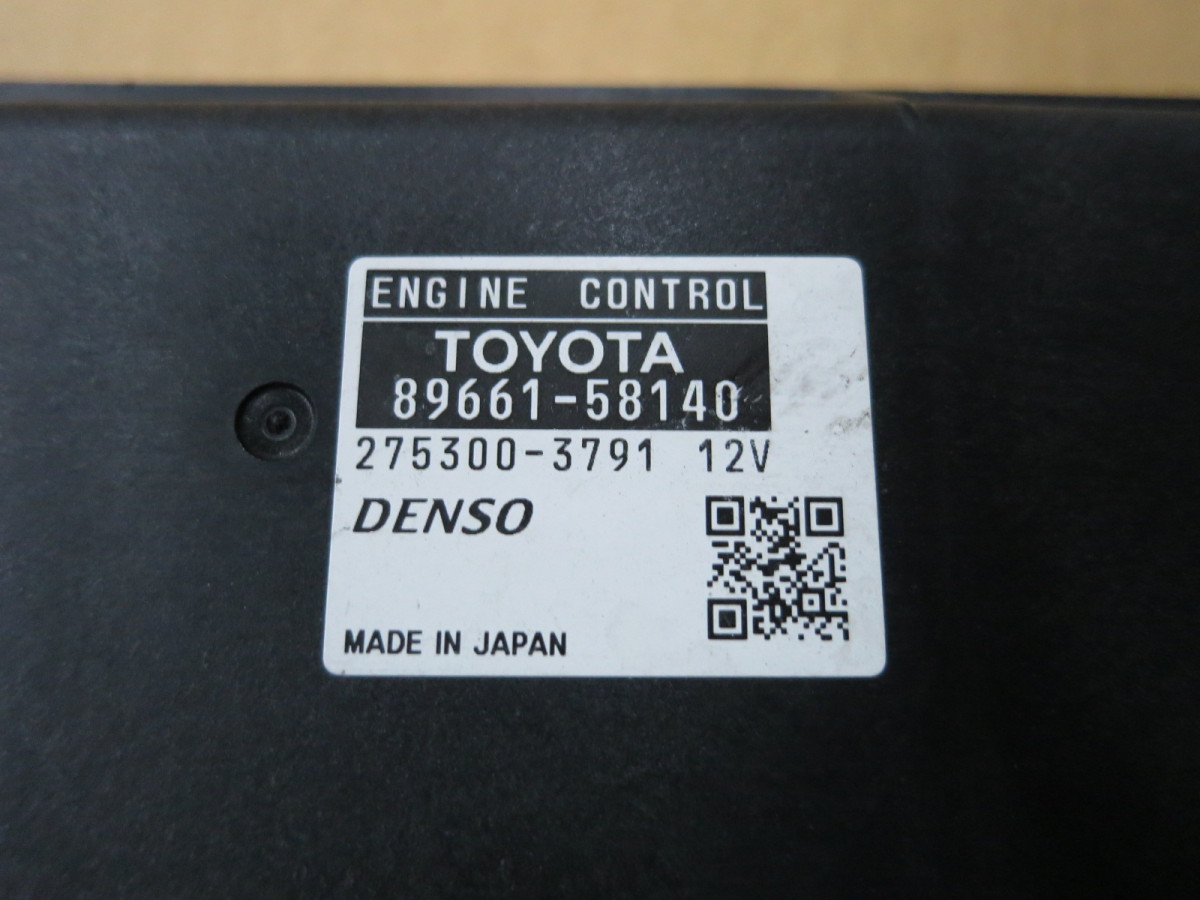 ENGINE CONTROL
TOYOTA
89661-58140
275300-3791 12V
DENSO
MADE IN JAPAN